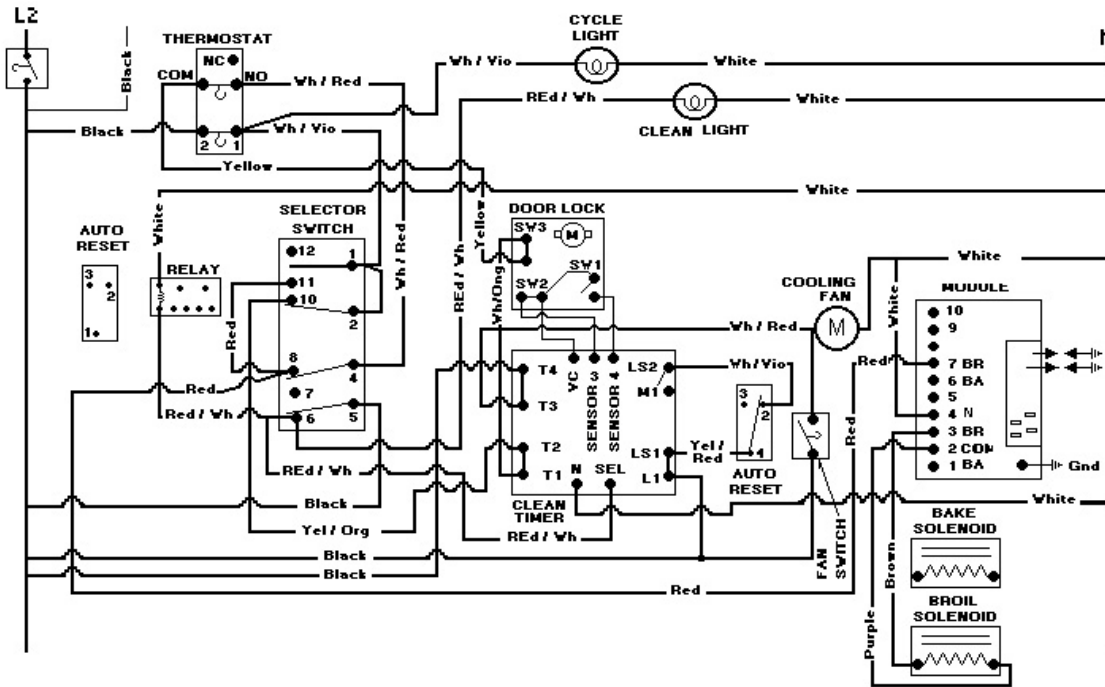 L2
CYCLE
LIGHT
THERMOSTAT
NC
COM
NO
Wh / Red
Wh / Vio
White
Black
REd / Wh
White
CLEAN LIGHT
Black
2
1
Wh / Vio
Yellow
White
SELECTOR
SWITCH
AUTO
RESET
3
2
1
White
RELAY
12
11
10
1
2
8
7
6
4
5
Wh / Red
REd / Wh
Yellow
DOOR LOCK
SW3
M
SW1
SW2
Wh/Ong
COOLING
FAN
M
White
White
MODULE
10
9
7 BR
6 BA
5
4 N
3 BR
2 COM
1 BA
Gnd
Red
Red
Red / Wh
REd / Wh
Wh / Red
Red
T4
T3
T2
T1
VC
SENSOR 3
SENSOR 4
N
SEL
LS2
M1
LS1
L1
CLEAN
TIMER
Wh/Vio
Yel/
Red
3
2
4
AUTO
RESET
Red
FAN
SWITCH
White
Black
Yel / Org
REd / Wh
Black
Black
Red
BAKE
SOLENOID
Brown
Purple
BROIL
SOLENOID